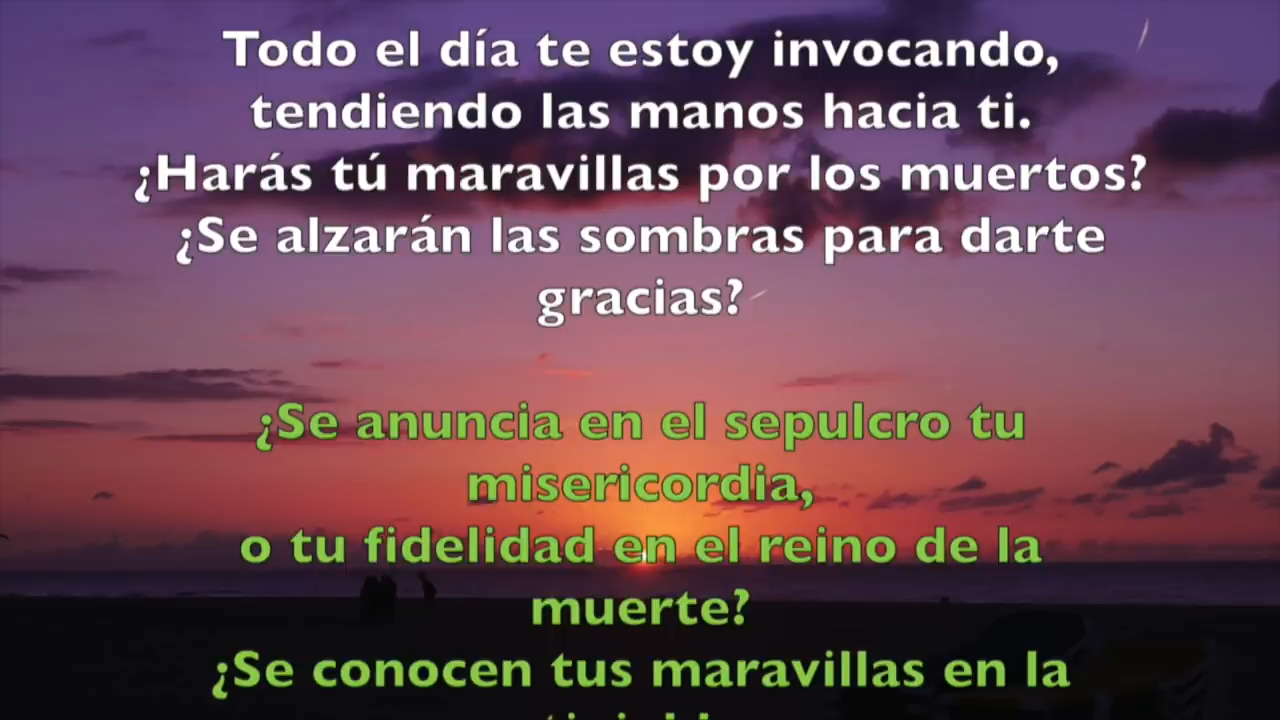 Todo el día te estoy invocando,
tendiendo las manos hacia ti.
¿Harás tú maravillas por los muertos?
¿Se alzarán las sombras para darte
gracias?
¿Se anuncia en el sepulcro tu
misericordia,
o tu fidelidad en el reino de la
muerte?
¿Se conocen tus maravillas en la